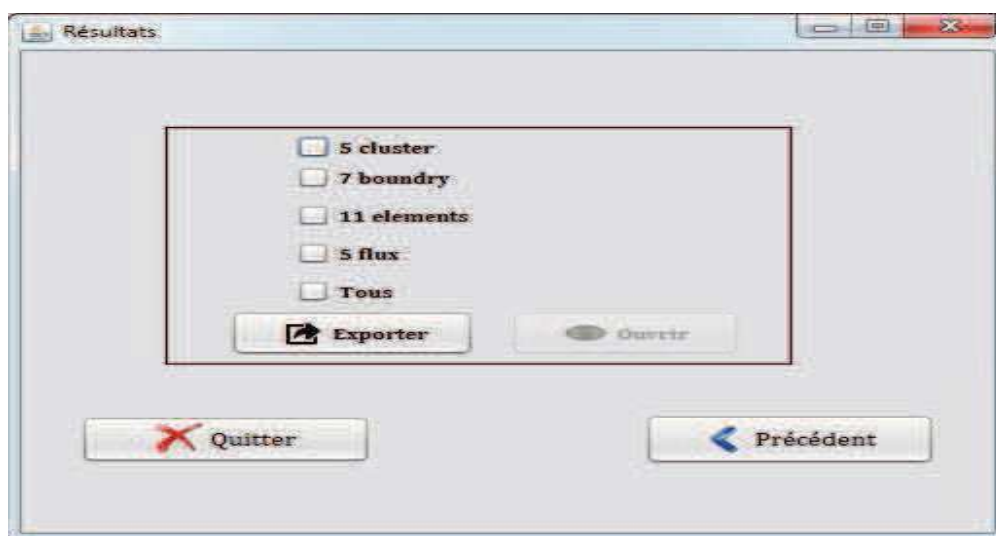 Résultats
5 cluster
7 boundry
11 elements
5 flux
Tous
Exporter
Ouvrir
Quitter
Précédent